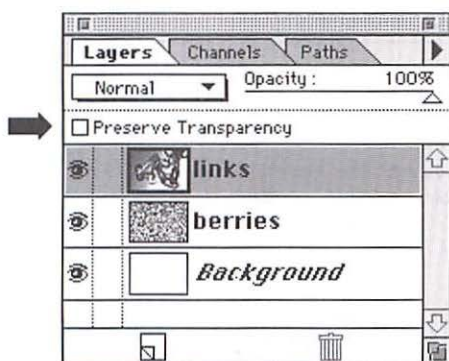 Layers Channels Paths
Normal Opacity: 100%
Preserve Transparency
links
berries
Background